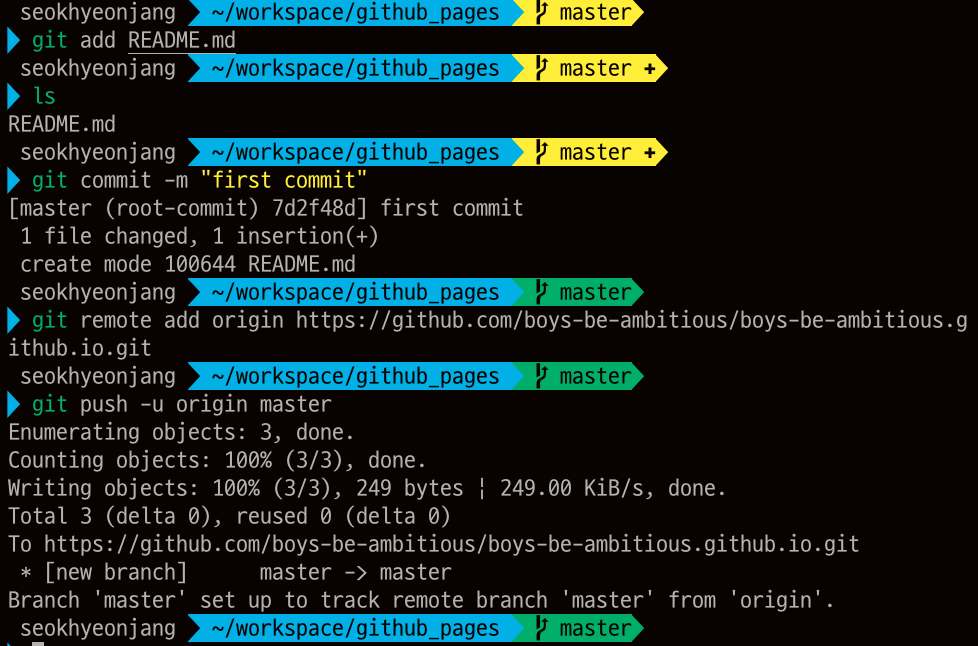 seokhyeonjang ~/workspace/github_pages master
git add README.md
seokhyeonjang ~/workspace/github_pages master +
ls
README.md
seokhyeonjang ~/workspace/github_pages master +
git commit -m "first commit"
[master (root-commit) 7d2f48d] first commit
1 file changed, 1 insertion(+)
create mode 100644 README.md
seokhyeonjang ~/workspace/github_pages master
git remote add origin https://github.com/boys-be-ambitious/boys-be-ambitious.g
ithub.io.git
seokhyeonjang ~/workspace/github_pages master
git push -u origin master
Enumerating objects: 3, done.
Counting objects: 100% (3/3), done.
Writing objects: 100% (3/3), 249 bytes ¦ 249.00 KiB/s, done.
Total 3 (delta 0), reused 0 (delta 0)
To https://github.com/boys-be-ambitious/boys-be-ambitious.github.io.git
* [new branch] master -> master
Branch 'master' set up to track remote branch 'master' from 'origin'.
seokhyeonjang ~/workspace/github_pages master